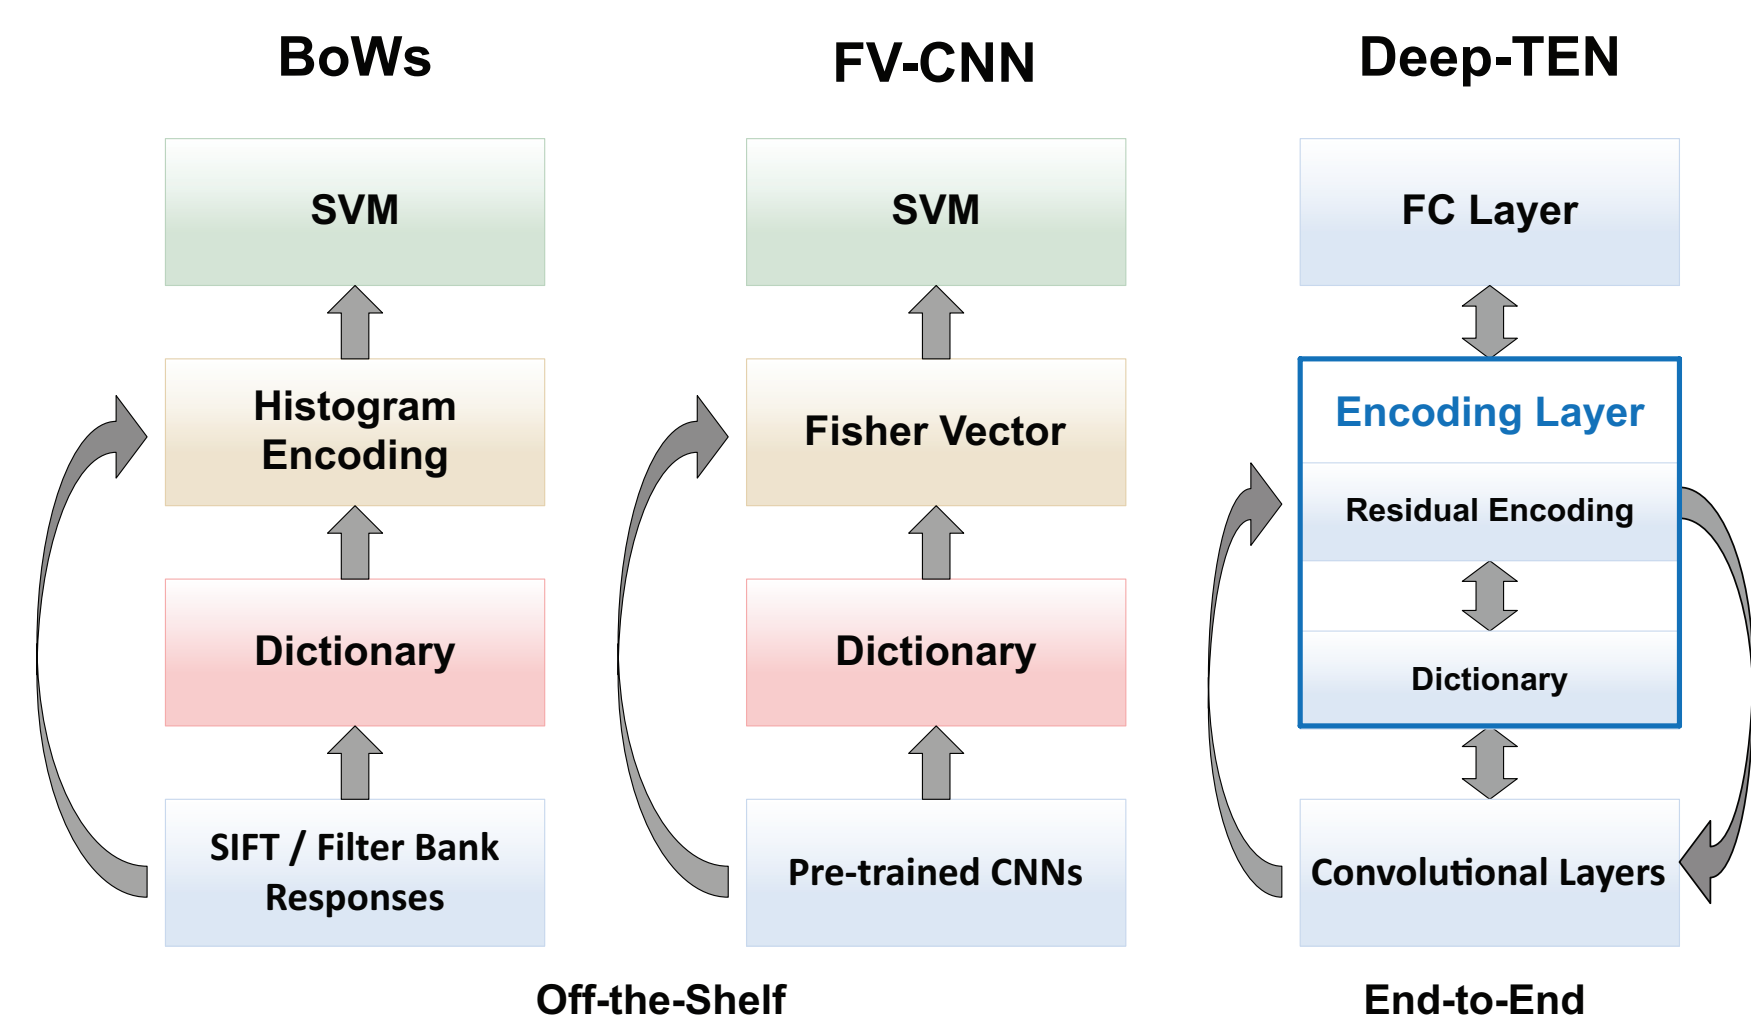 BoWs
SVM
Histogram
Encoding
Dictionary
SIFT / Filter Bank
Responses
FV-CNN
SVM
Fisher Vector
Dictionary
Pre-trained CNNs
Off-the-Shelf
Deep-TEN
FC Layer
Encoding Layer
Residual Encoding
Dictionary
Convolutional Layers
End-to-End